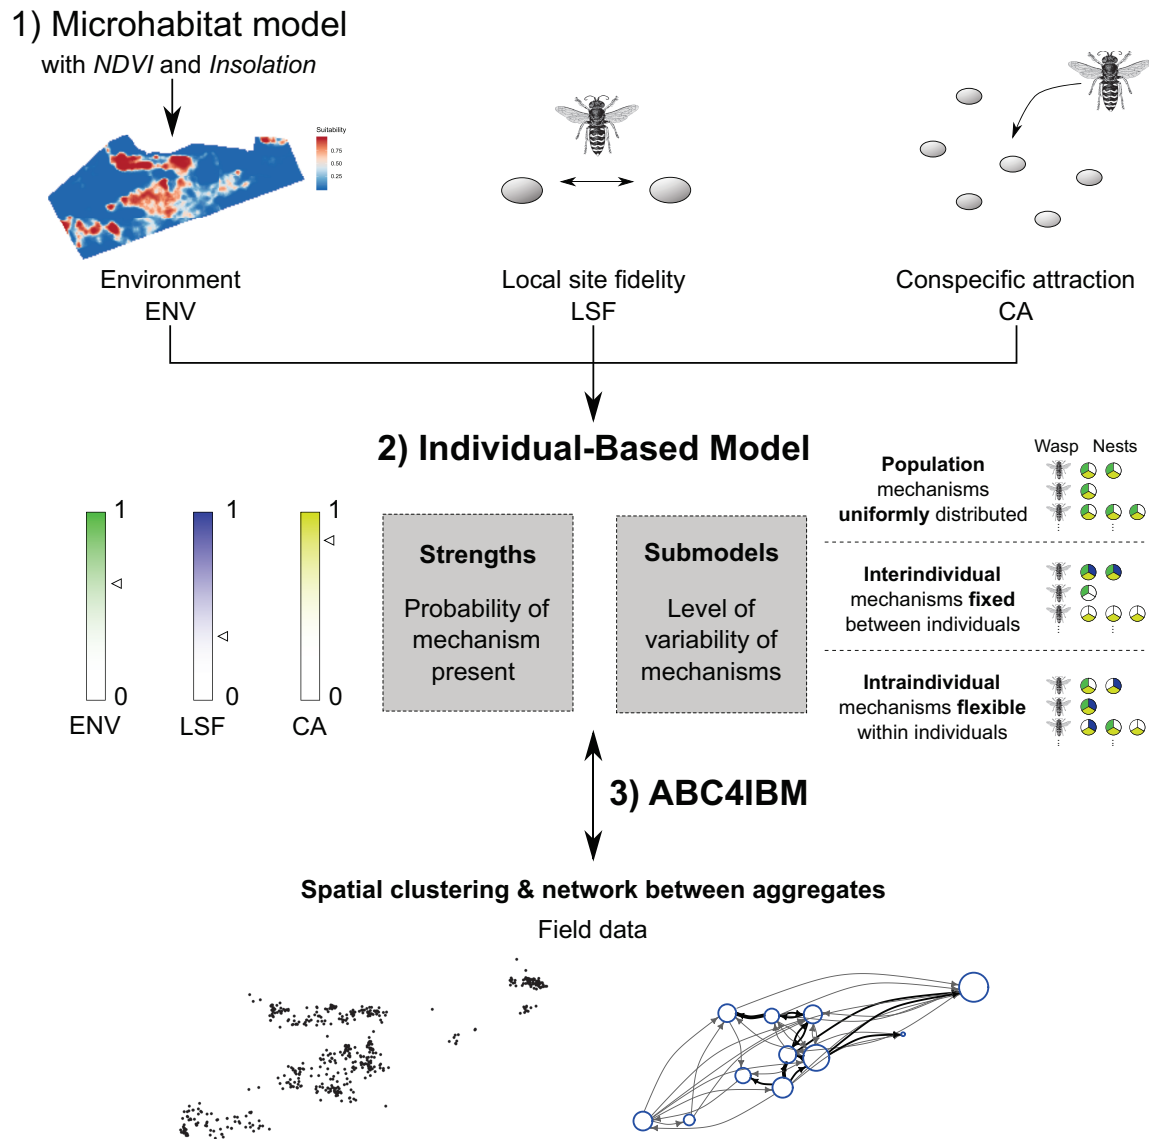 1) Microhabitat model
with NDVI and Insolation
Suitability
0.75
0.50
0.25
Environment
ENV
Local site fidelity
LSF
Conspecific attraction
CA
2) Individual-Based Model
1
0
ENV
1
0
LSF
1
0
CA
Strengths
Probability of
mechanism
present
Submodels
Level of
variability of
mechanisms
Wasp Nests
Population
mechanisms
uniformly distributed
Interindividual
mechanisms fixed
between individuals
Intraindividual
mechanisms flexible
within individuals
3) ABC4IBM
Spatial clustering & network between aggregates
Field data